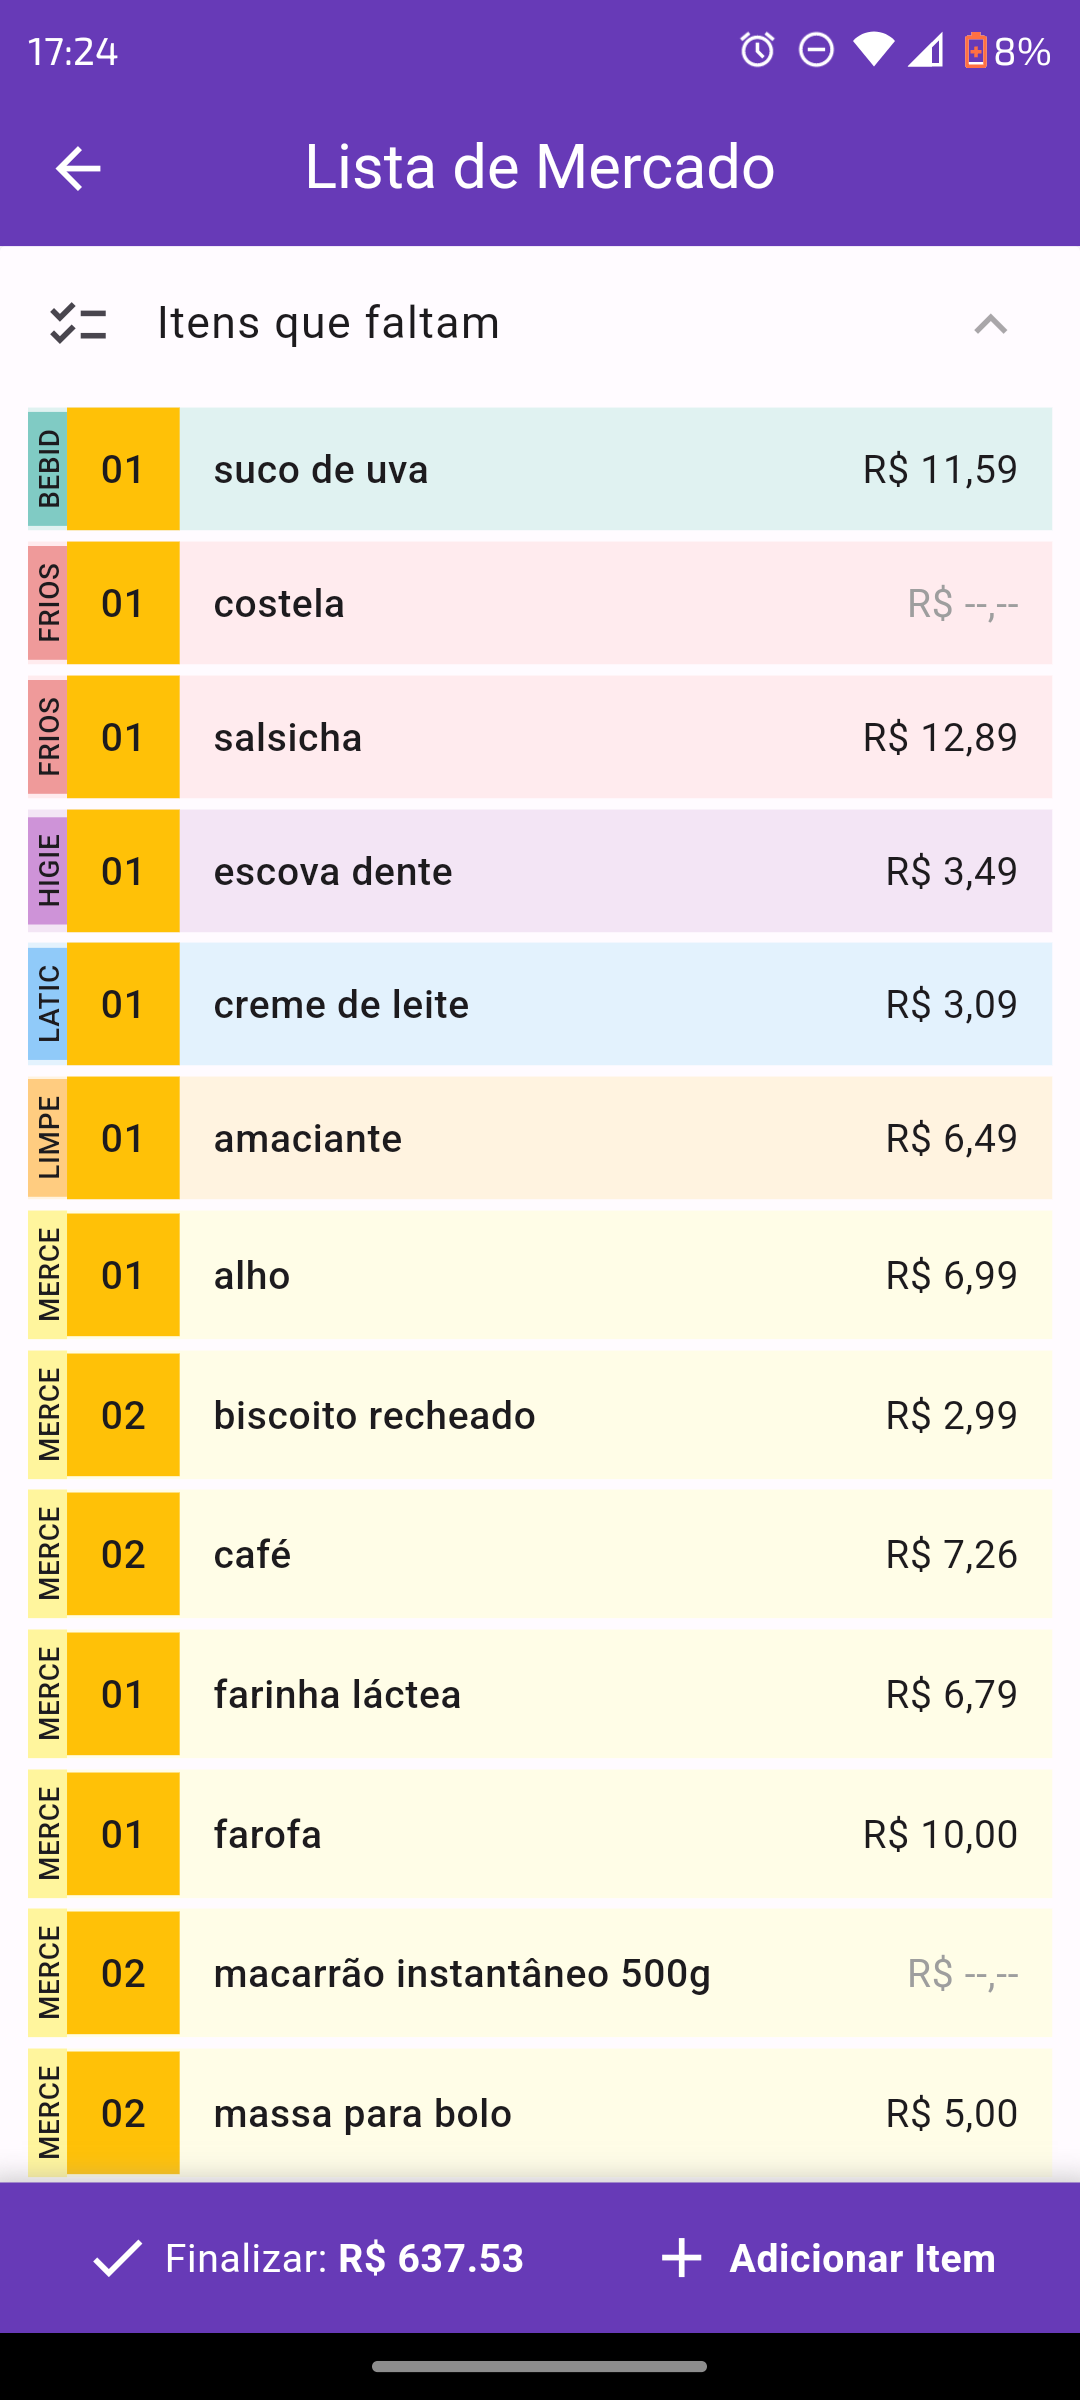 17:24
8%
Lista de Mercado
Itens que faltam
BEBID 01 suco de uva R$ 11,59
FRIOS 01 costela R$ --,--
FRIOS 01 salsicha R$ 12,89
HIGIE 01 escova dente R$ 3,49
LATIC 01 creme de leite R$ 3,09
LIMPE 01 amaciante R$ 6,49
MERCE 01 alho R$ 6,99
MERCE 02 biscoito recheado R$ 2,99
MERCE 02 café R$ 7,26
MERCE 01 farinha láctea R$ 6,79
MERCE 01 farofa R$ 10,00
MERCE 02 macarrão instantâneo 500g R$ --,--
MERCE 02 massa para bolo R$ 5,00
Finalizar: R$ 637.53
Adicionar Item